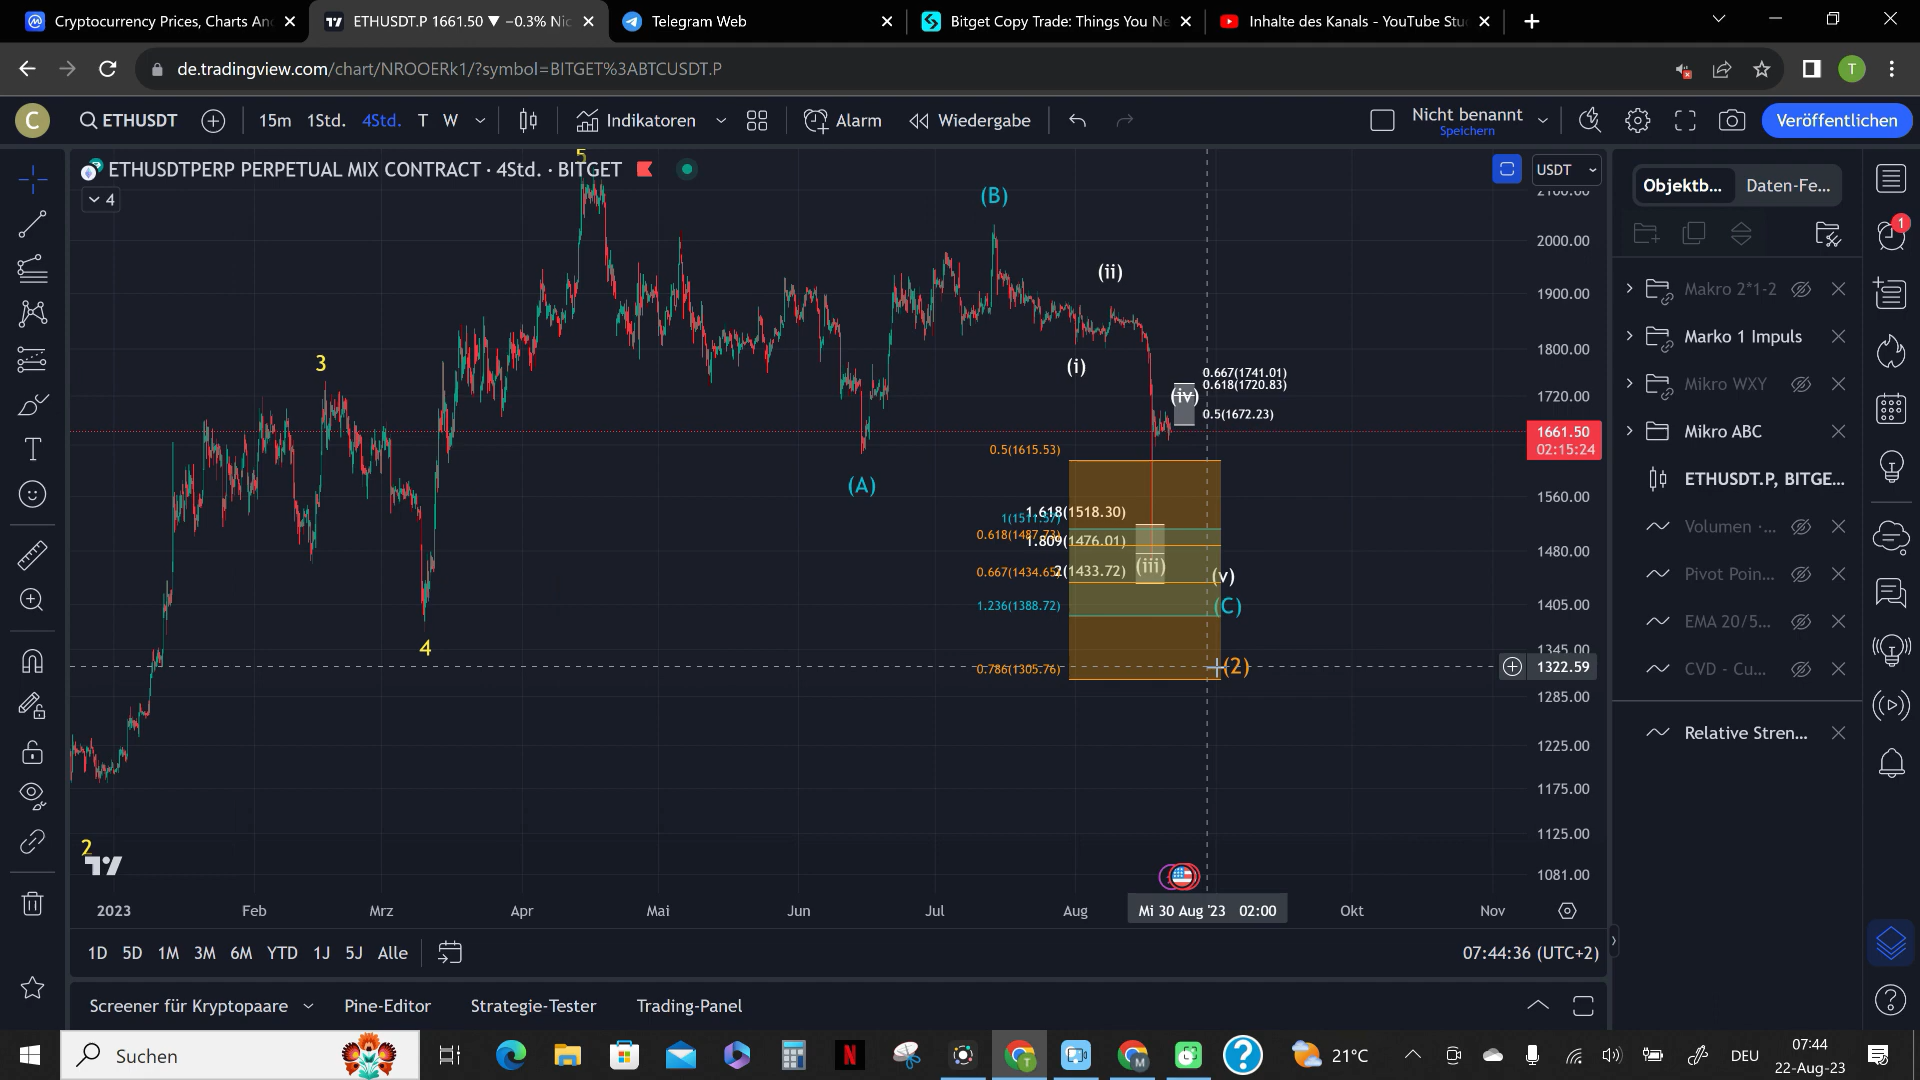 Cryptocurrency Prices, Charts An
ETHUSDT.P 1661.50 ▼ −0.3% Nic
Telegram Web
Bitget Copy Trade: Things You Ne
Inhalte des Kanals - YouTube Stu
de.tradingview.com/chart/NROOERk1/?symbol=BITGET%3ABTCUSDT.P
T
C
ETHUSDT
15m
1Std.
4Std.
T
W
Indikatoren
Alarm
Wiedergabe
Nicht benannt
Speichern
Veröffentlichen
ETHUSDTPERP PERPETUAL MIX CONTRACT · 4Std. · BITGET
4
USDT
Objektb...
Daten-Fe...
1
5
(B)
(ii)
3
(i)
(iv)
0.667(1741.01)
0.618(1720.83)
0.5(1672.23)
0.5(1615.53)
(A)
1.618(1518.30)
1(1511.57)
0.618(1487.73)
1.809(1476.01)
0.667(1434.65)
2(1433.72)
(iii)
(v)
1.236(1388.72)
(C)
4
0.786(1305.76)
(2)
2
2100.00
2000.00
1900.00
1800.00
1720.00
1661.50
02:15:24
1560.00
1480.00
1405.00
1345.00
1322.59
1285.00
1225.00
1175.00
1125.00
1081.00
Makro 2*1-2
Marko 1 Impuls
Mikro WXY
Mikro ABC
ETHUSDT.P, BITGE...
Volumen ·...
Pivot Poin...
EMA 20/5...
CVD - Cu...
Relative Stren...
2023
Feb
Mrz
Apr
Mai
Jun
Jul
Aug
Mi 30 Aug '23 02:00
Okt
Nov
1D
5D
1M
3M
6M
YTD
1J
5J
Alle
07:44:36 (UTC+2)
Screener für Kryptopaare
Pine-Editor
Strategie-Tester
Trading-Panel
Suchen
21°C
DEU
07:44
22-Aug-23